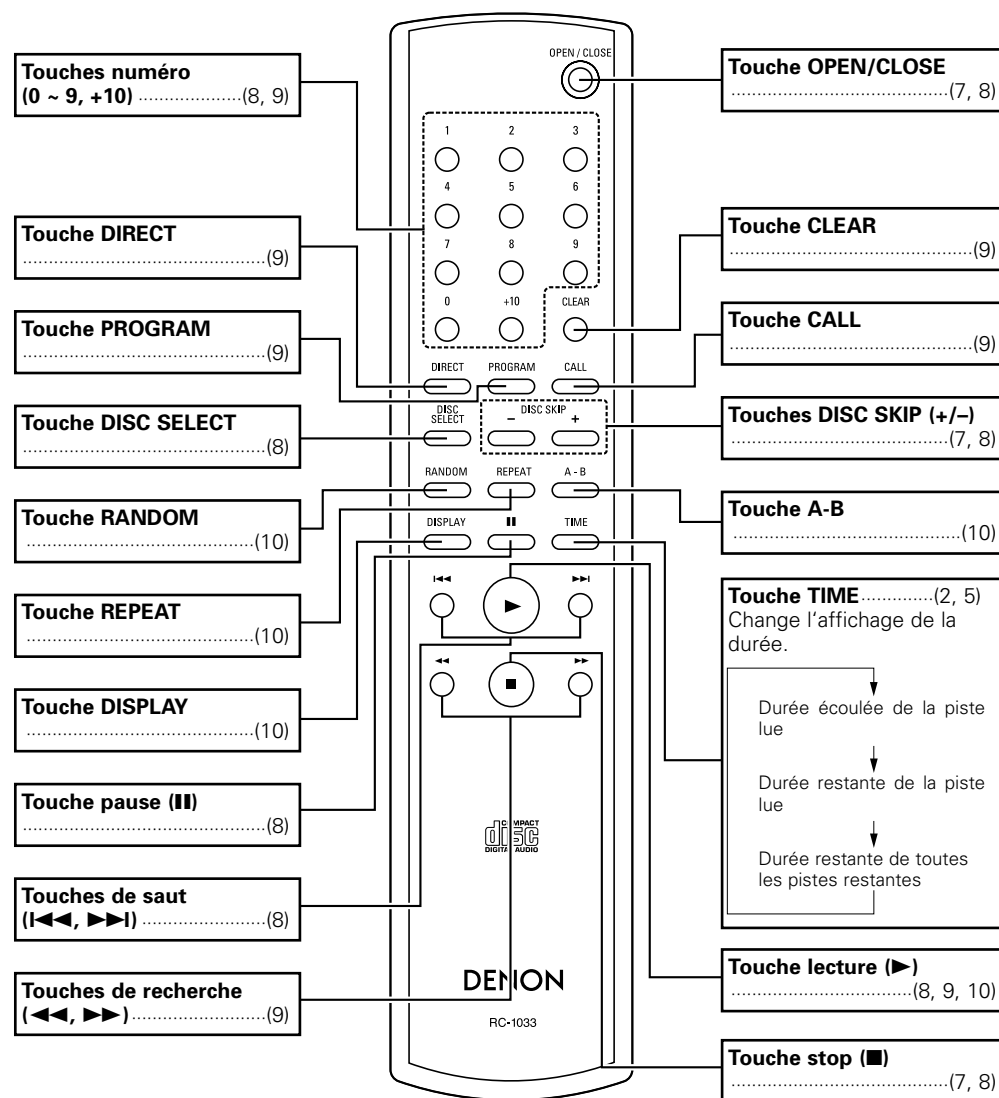 Touches numéro
(0 ~ 9, +10) ....................(8, 9)
Touche DIRECT
..........................................(9)
Touche PROGRAM
..........................................(9)
Touche DISC SELECT
..........................................(8)
Touche RANDOM
........................................(10)
Touche REPEAT
........................................(10)
Touche DISPLAY
........................................(10)
Touche pause (II)
..........................................(8)
Touches de saut
(I◄◄, ►►I) .....................(8)
Touches de recherche
(◄◄, ►►) .......................(9)
OPEN / CLOSE
1 2 3
4 5 6
7 8 9
0 +10 CLEAR
DIRECT PROGRAM CALL
DISC
SELECT
DISC SKIP
– +
RANDOM REPEAT A - B
DISPLAY II TIME
I◄◄ ► ►►I
◄◄ ■ ►►
COMPACT
disc
DIGITAL AUDIO
DENON
RC-1033
Touche OPEN/CLOSE
......................................(7, 8)
Touche CLEAR
..........................................(9)
Touche CALL
..........................................(9)
Touches DISC SKIP (+/–)
......................................(7, 8)
Touche A-B
........................................(10)
Touche TIME.............(2, 5)
Change l'affichage de la
durée.
Durée écoulée de la piste
lue
Durée restante de la piste
lue
Durée restante de toutes
les pistes restantes
Touche lecture (►)
................................(8, 9, 10)
Touche stop (■)
......................................(7, 8)